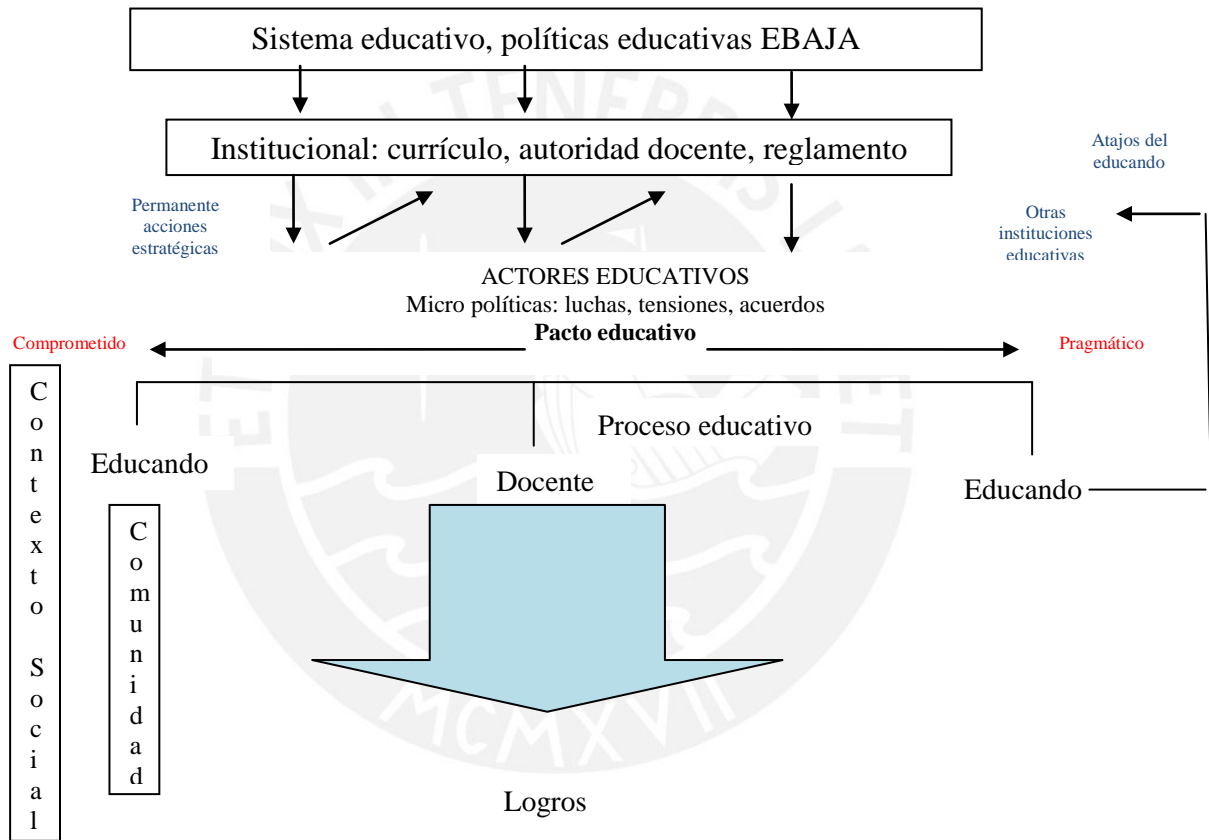 Sistema educativo, políticas educativas EBAJA
Institucional: currículo, autoridad docente, reglamento
Atajos del
educando
Permanente
acciones
estratégicas
Otras
instituciones
educativas
ACTORES EDUCATIVOS
Micro políticas: luchas, tensiones, acuerdos
Pacto educativo
Comprometido
Pragmático
Contexto Social
Proceso educativo
Educando
Docente
Educando
Comunidad
Logros
MCMXVII